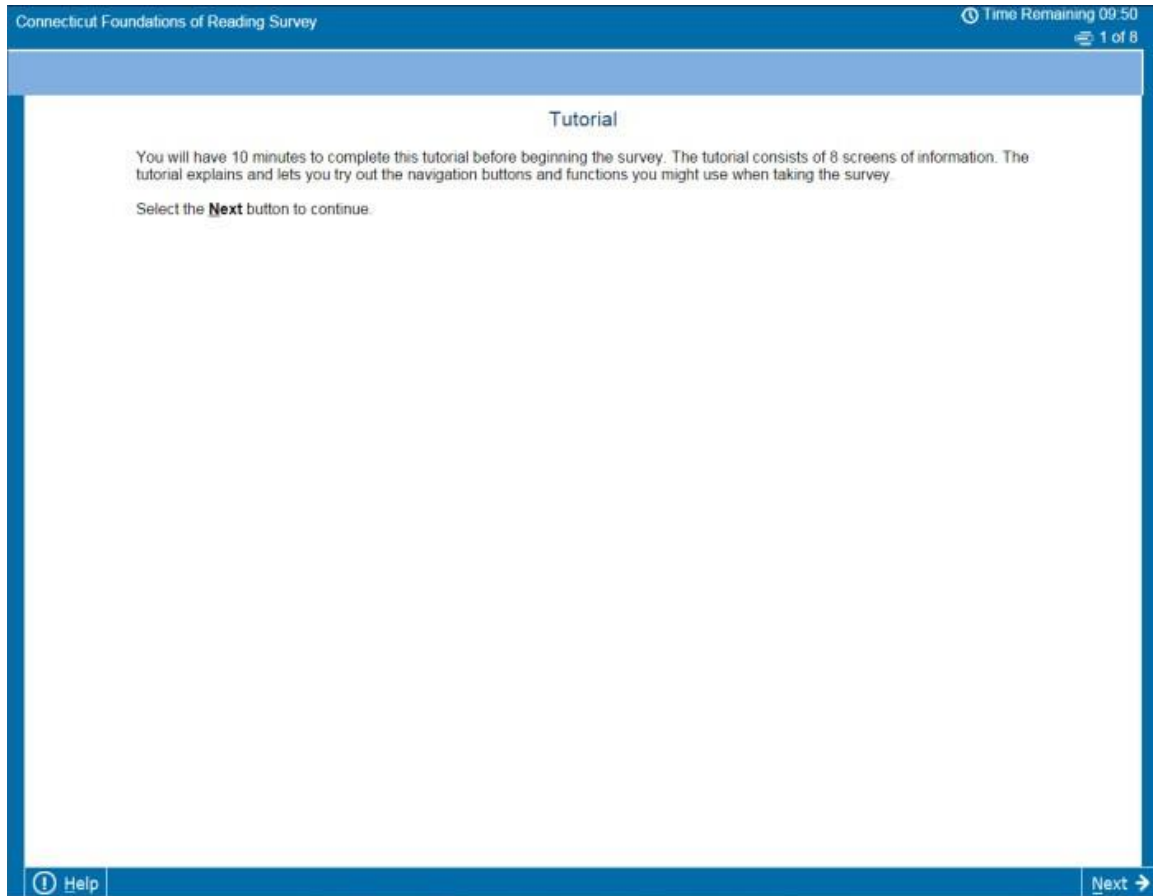 Connecticut Foundations of Reading Survey
Time Remaining 09:50
1 of 8
Tutorial
You will have 10 minutes to complete this tutorial before beginning the survey. The tutorial consists of 8 screens of information. The
tutorial explains and lets you try out the navigation buttons and functions you might use when taking the survey.
Select the Next button to continue.
Help
Next